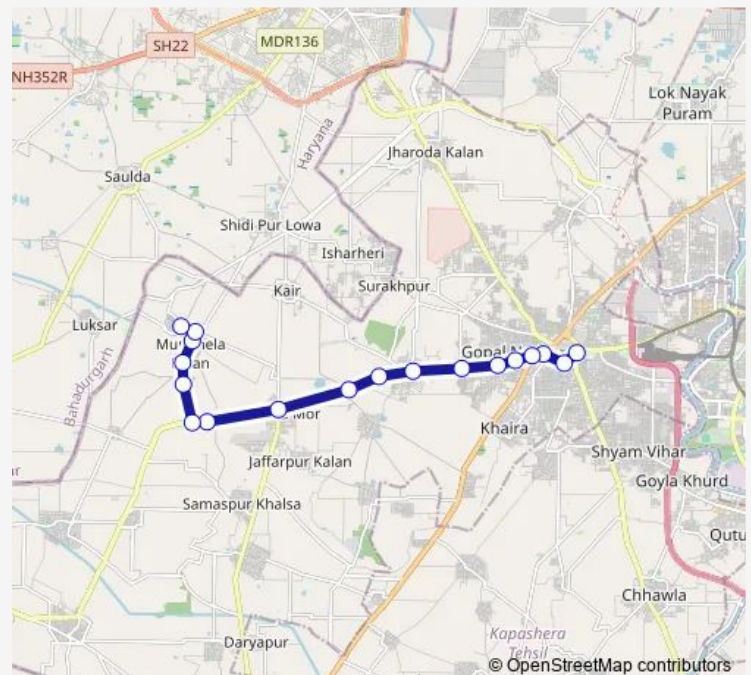 SH22
MDR136
NH352R
Lok Nayak
Puram
Haryana
Jharoda Kalan
Saulda
Shidi Pur Lowa
Isharheri
Kair
Surakhpur
Luksar
Bahadurgarh
Khaira
Jaffarpur Kalan
Shyam Vihar
Goyla Khurd
Samaspur Khalsa
Qutu
Chhawla
Kapashera
Tehsil
Daryapur
© OpenStreetMap contributors